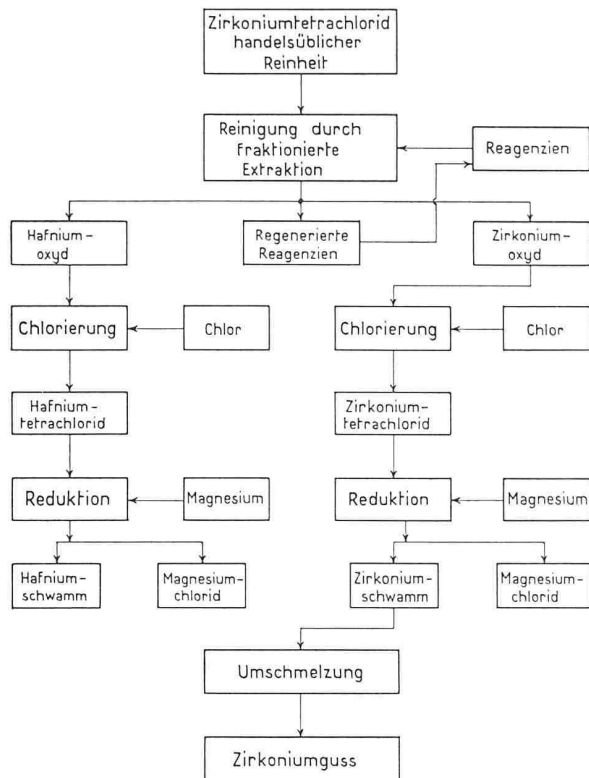 Zirkoniumtetrachlorid
handelsüblicher
Reinheit
Reinigung durch
fraktionierte
Extraktion
Reagenzien
Hafnium-
oxyd
Regenerierte
Reagenzien
Zirkonium-
oxyd
Chlorierung
Chlor
Chlorierung
Chlor
Hafnium-
tetrachlorid
Zirkonium-
tetrachlorid
Reduktion
Magnesium
Reduktion
Magnesium
Hafnium-
schwamm
Magnesium-
chlorid
Zirkonium-
schwamm
Magnesium-
chlorid
Umschmelzung
Zirkoniumguss